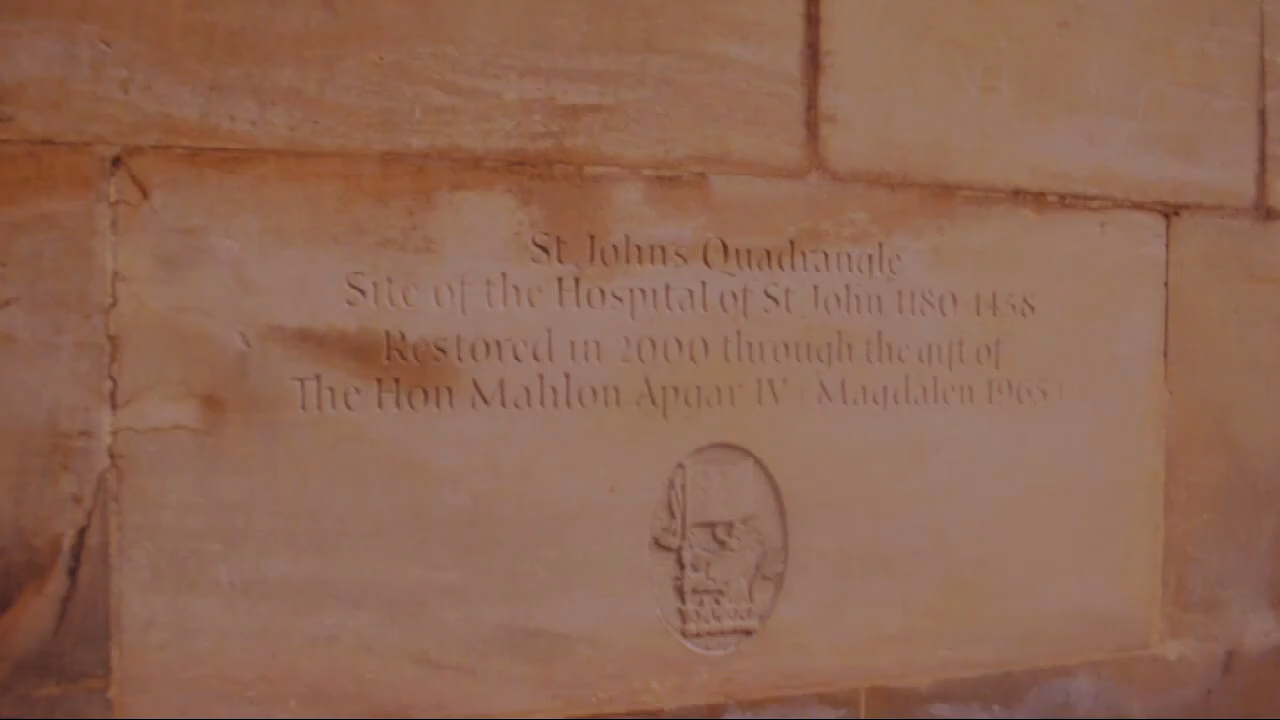 St Johns Quadrangle
Site of the Hospital of St John 1180 1458
Restored in 2000 through the gift of
The Hon Mahlon Apgar IV (Magdalen 1965)